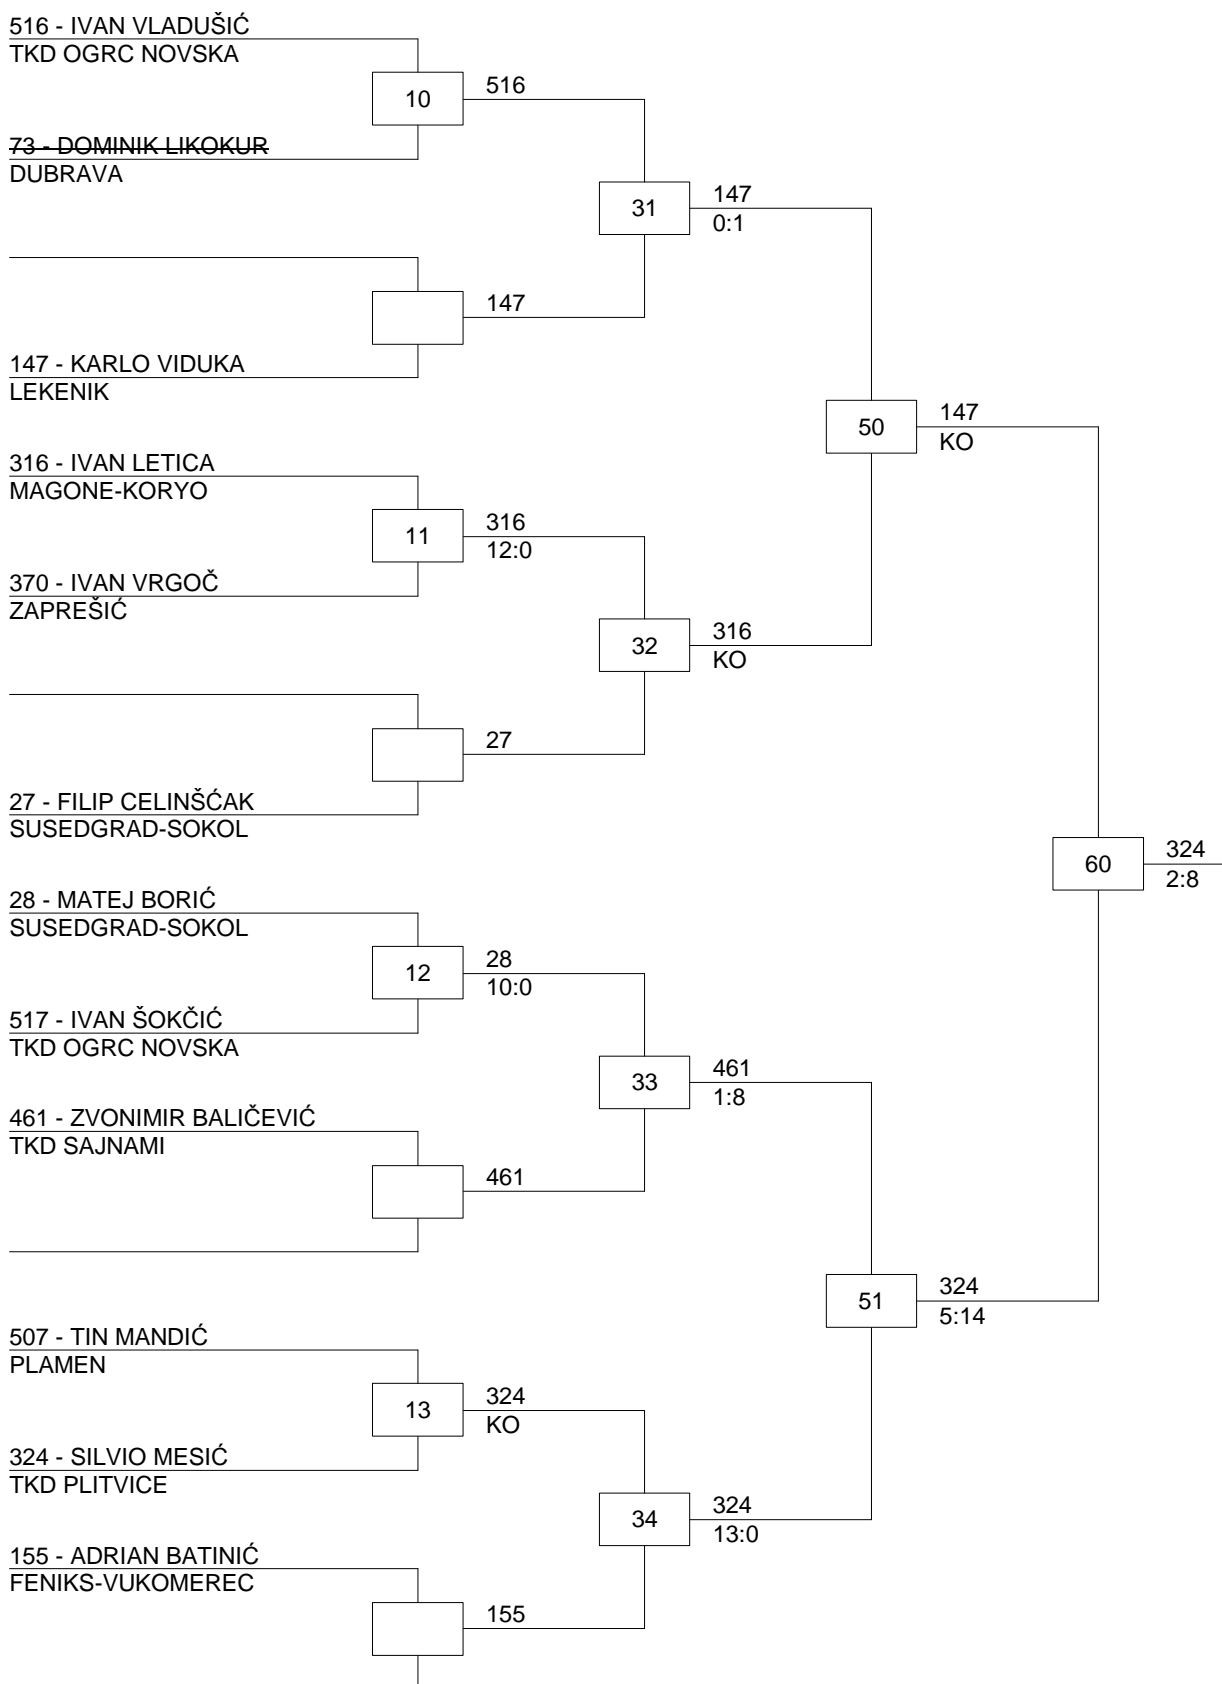 516 - IVAN VLADUŠIĆ
TKD OGRC NOVSKA
10
516
73 - DOMINIK LIKOKUR
DUBRAVA
31
147
0:1
147
147 - KARLO VIDUKA
LEKENIK
50
147
KO
316 - IVAN LETICA
MAGONE-KORYO
11
316
12:0
370 - IVAN VRGOČ
ZAPREŠIĆ
32
316
KO
27
27 - FILIP CELINŠĆAK
SUSEDGRAD-SOKOL
60
324
2:8
28 - MATEJ BORIĆ
SUSEDGRAD-SOKOL
12
28
10:0
517 - IVAN ŠOKČIĆ
TKD OGRC NOVSKA
33
461
1:8
461 - ZVONIMIR BALIČEVIĆ
TKD SAJNAMI
461
51
324
5:14
507 - TIN MANDIĆ
PLAMEN
13
324
KO
324 - SILVIO MESIĆ
TKD PLITVICE
34
324
13:0
155 - ADRIAN BATINIĆ
FENIKS-VUKOMEREC
155